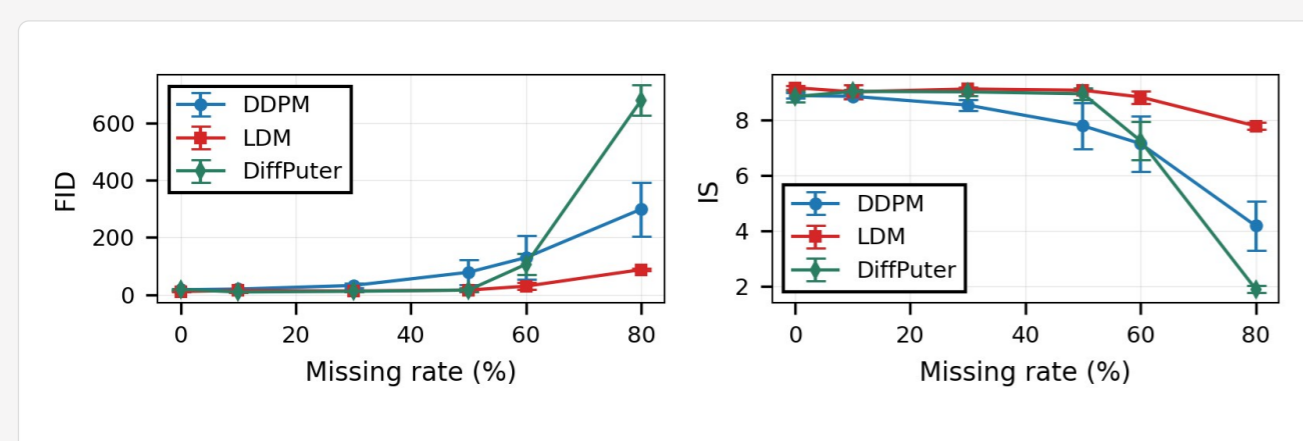 FID
600
400
200
0
DDPM
LDM
DiffPuter
0 20 40 60 80
Missing rate (%)
IS
8
6
4
2
DDPM
LDM
DiffPuter
0 20 40 60 80
Missing rate (%)